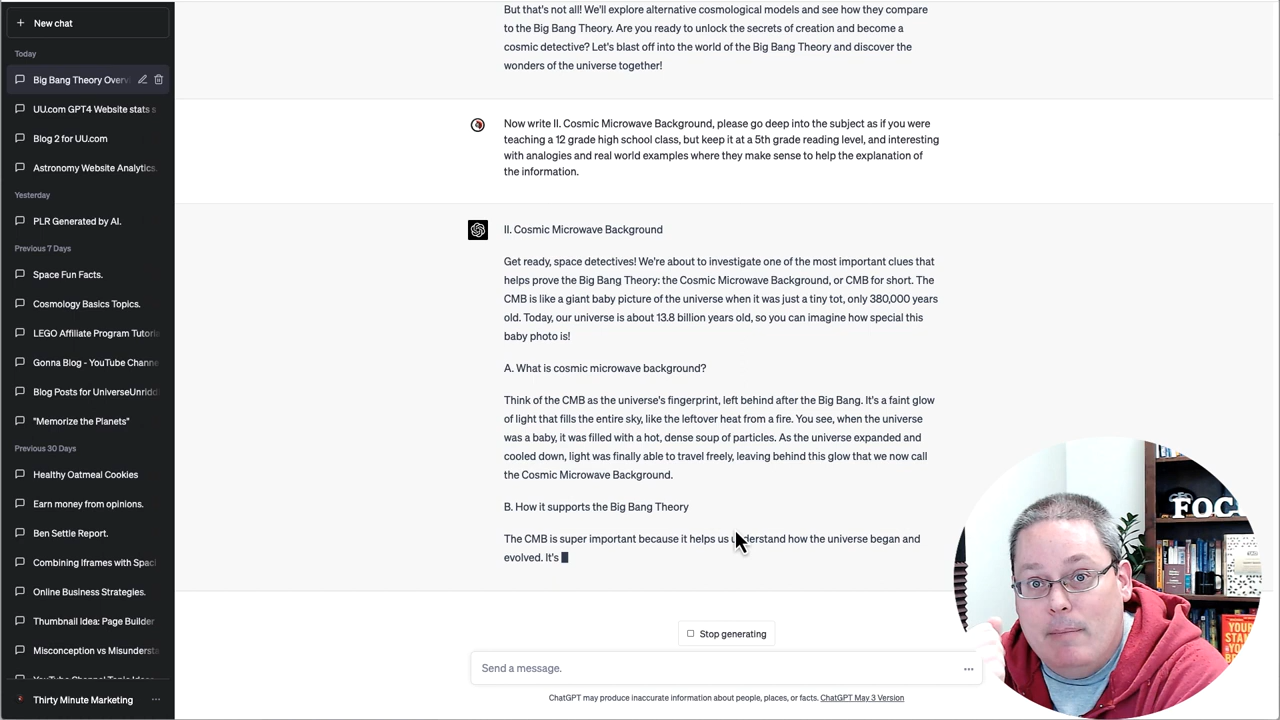 New chat
Today
Big Bang Theory Overv
UU.com GPT4 Website stats s
Blog 2 for UU.com
Astronomy Website Analytics.
Yesterday
PLR Generated by AI.
Previous 7 Days
Space Fun Facts.
Cosmology Basics Topics.
LEGO Affiliate Program Tutoria
Gonna Blog - YouTube Channe
Blog Posts for UniverseUnridd
"Memorize the Planets"
Previous 30 Days
Healthy Oatmeal Cookies
Earn money from opinions.
Ben Settle Report.
Combining Iframes with Spaci
Online Business Strategies.
Thumbnail Idea: Page Builder
Misconception vs Misunderst
YouTube Channel Topic Ideas
Thirty Minute Marketing
But that's not all! We'll explore alternative cosmological models and see how they compare
to the Big Bang Theory. Are you ready to unlock the secrets of creation and become a
cosmic detective? Let's blast off into the world of the Big Bang Theory and discover the
wonders of the universe together!
Now write II. Cosmic Microwave Background, please go deep into the subject as if you were
teaching a 12 grade high school class, but keep it at a 5th grade reading level, and interesting
with analogies and real world examples where they make sense to help the explanation of
the information.
II. Cosmic Microwave Background
Get ready, space detectives! We're about to investigate one of the most important clues that
helps prove the Big Bang Theory: the Cosmic Microwave Background, or CMB for short. The
CMB is like a giant baby picture of the universe when it was just a tiny tot, only 380,000 years
old. Today, our universe is about 13.8 billion years old, so you can imagine how special this
baby photo is!
A. What is cosmic microwave background?
Think of the CMB as the universe's fingerprint, left behind after the Big Bang. It's a faint glow
of light that fills the entire sky, like the leftover heat from a fire. You see, when the universe
was a baby, it was filled with a hot, dense soup of particles. As the universe expanded and
cooled down, light was finally able to travel freely, leaving behind this glow that we now call
the Cosmic Microwave Background.
B. How it supports the Big Bang Theory
The CMB is super important because it helps us understand how the universe began and
evolved. It's
Stop generating
Send a message.
ChatGPT may produce inaccurate information about people, places, or facts. ChatGPT May 3 Version
FOC
YOUR